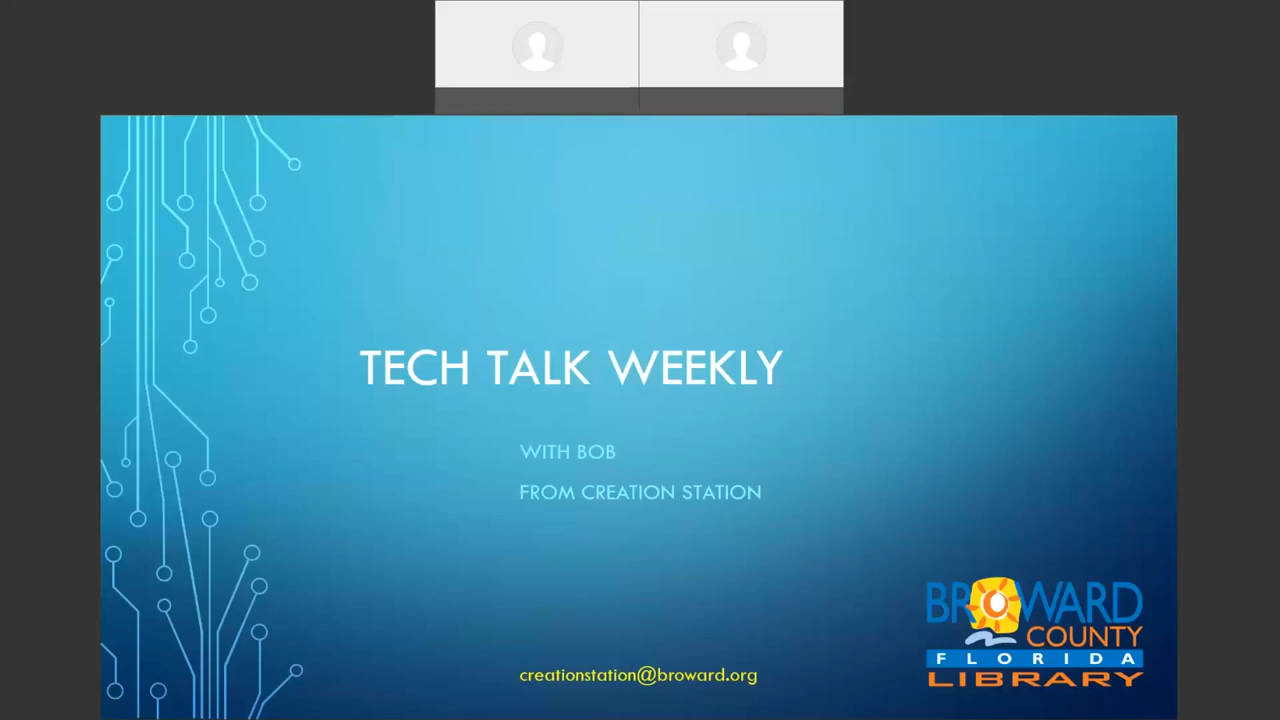 TECH TALK WEEKLY
WITH BOB
FROM CREATION STATION
creationstation@broward.org
BROWARD
COUNTY
FLORIDA
LIBRARY